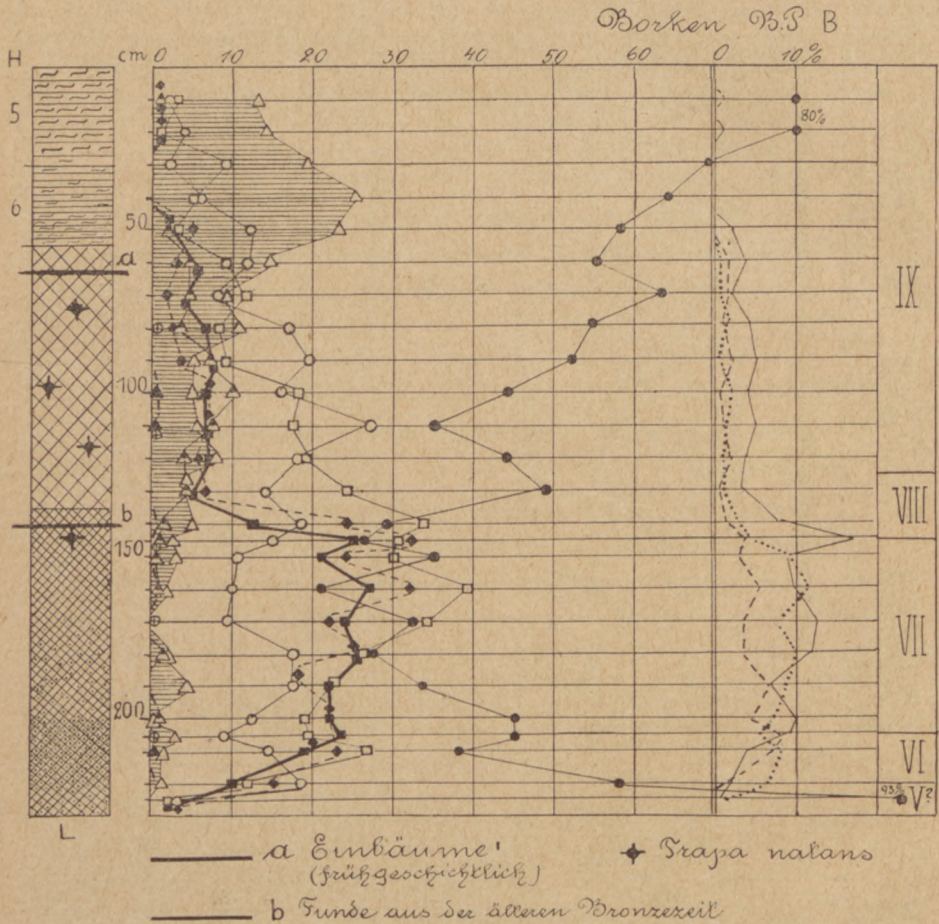 Borken B.P B
H cm 0 10 20 30 40 50 60 0 10%
5
80%
6
50
a
IX
100
VIII
b
150
VII
200
VI
93% V?
L
a Einbäume'
(frühgeschichtlich)
Trapa natans
b Funde aus der älteren Bronzezeit